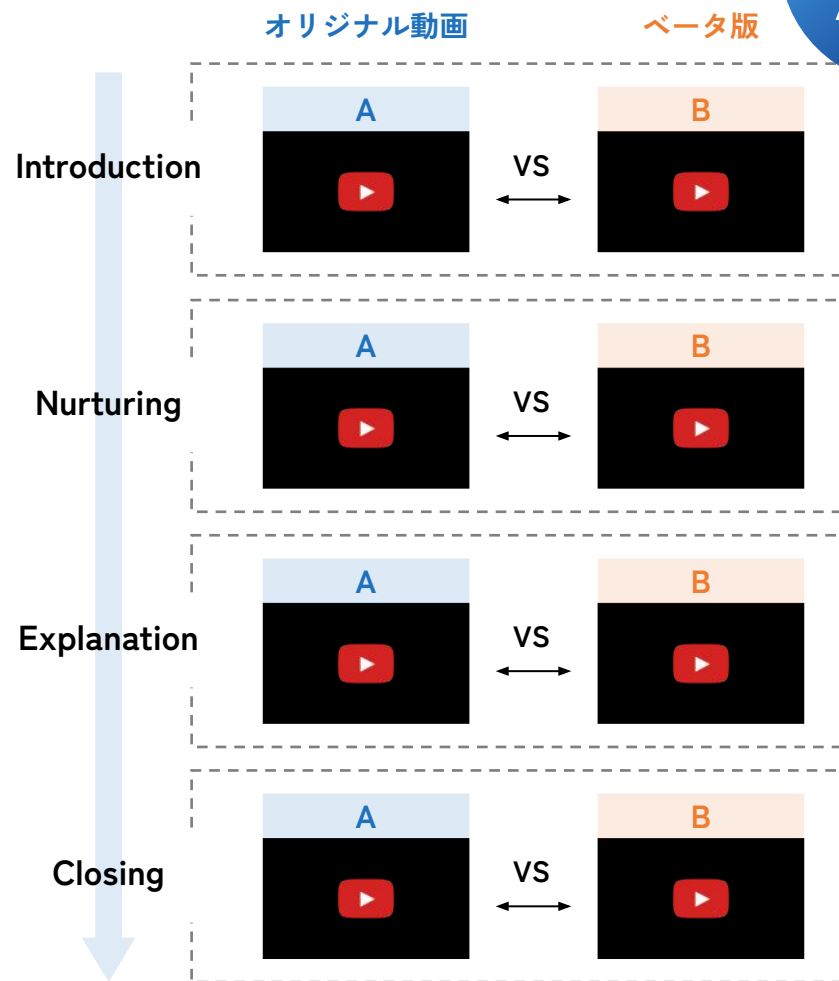 オリジナル動画
ベータ版
A
B
Introduction
VS
A
B
Nurturing
VS
A
B
Explanation
VS
A
B
Closing
VS